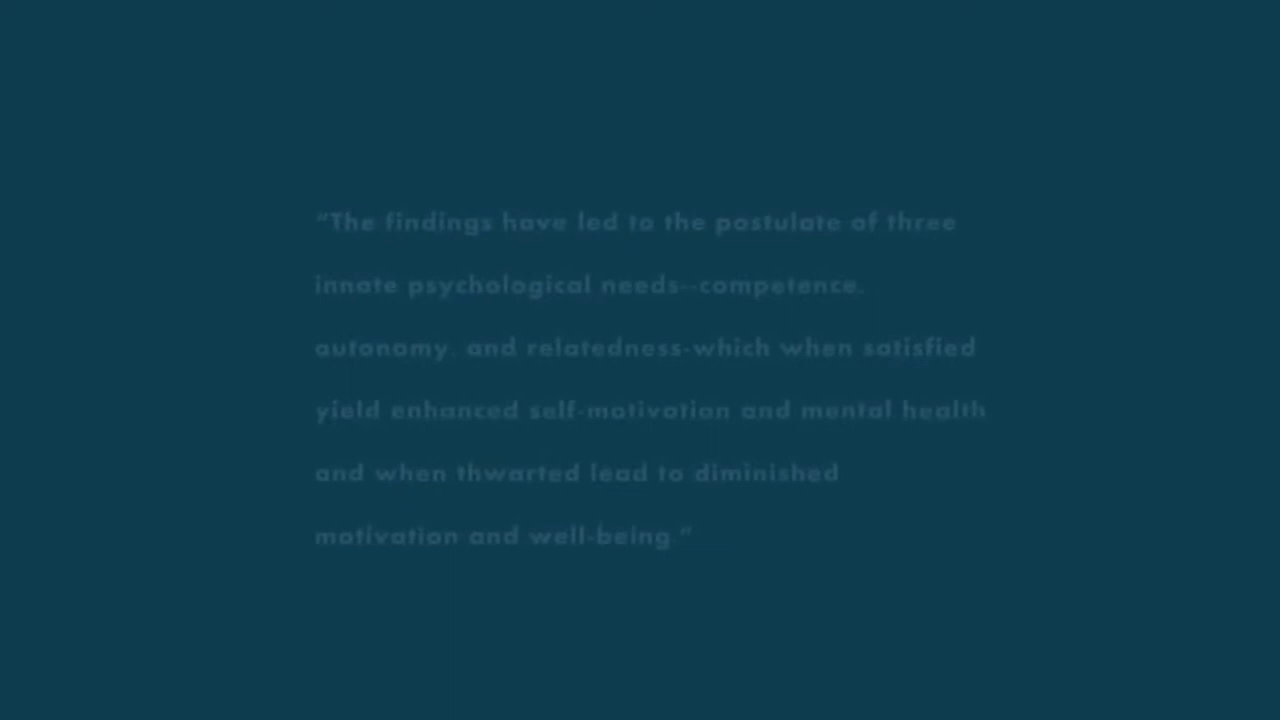 “The findings have led to the postulate of three
innate psychological needs--competence,
autonomy, and relatedness-which when satisfied
yield enhanced self-motivation and mental health
and when thwarted lead to diminished
motivation and well-being.”